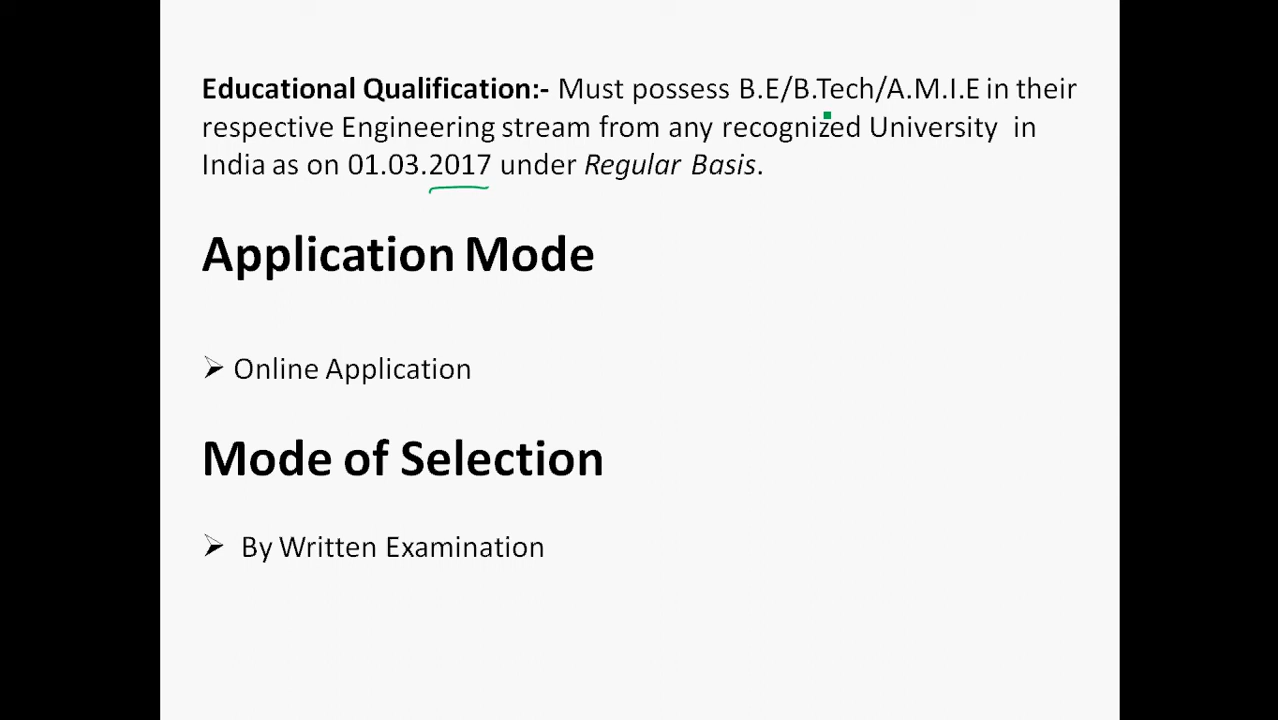 Educational Qualification:- Must possess B.E/B.Tech/A.M.I.E in their
respective Engineering stream from any recognized University in
India as on 01.03.2017 under Regular Basis.
Application Mode
➢ Online Application
Mode of Selection
➢ By Written Examination